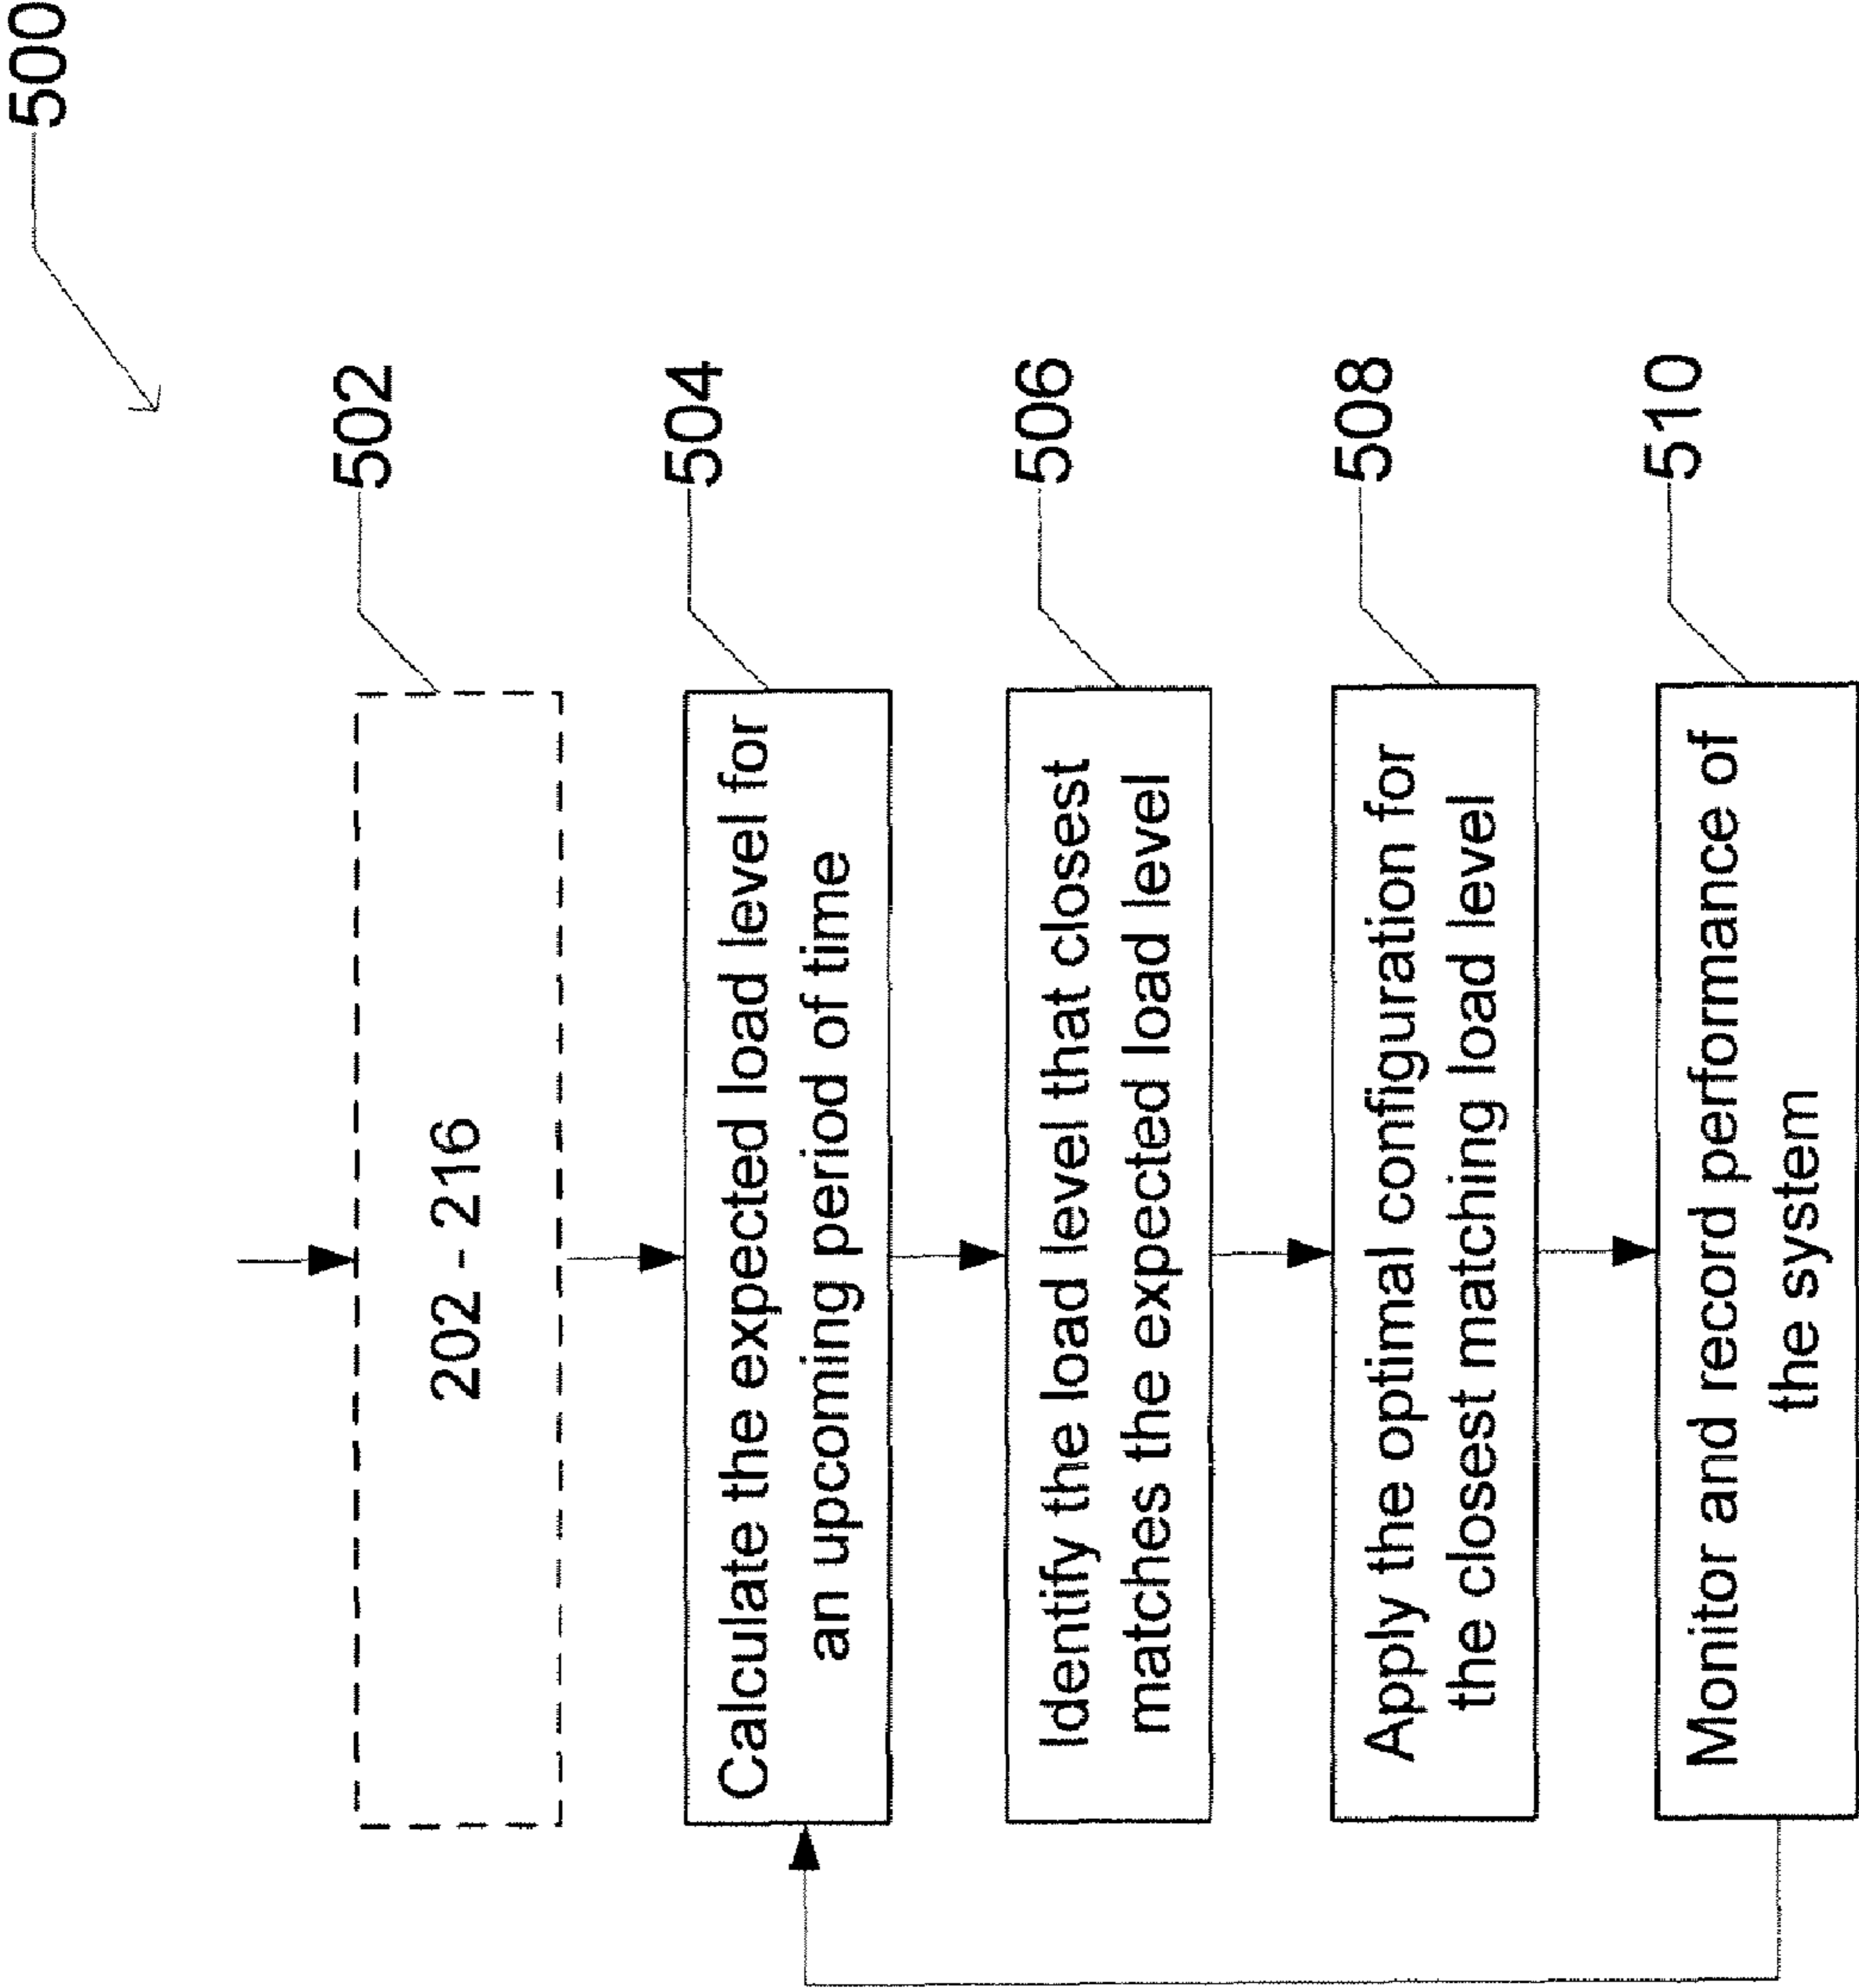 500
502
202 - 216
504
Calculate the expected load level for
an upcoming period of time
506
Identify the load level that closest
matches the expected load level
508
Apply the optimal configuration for
the closest matching load level
510
Monitor and record performance of
the system